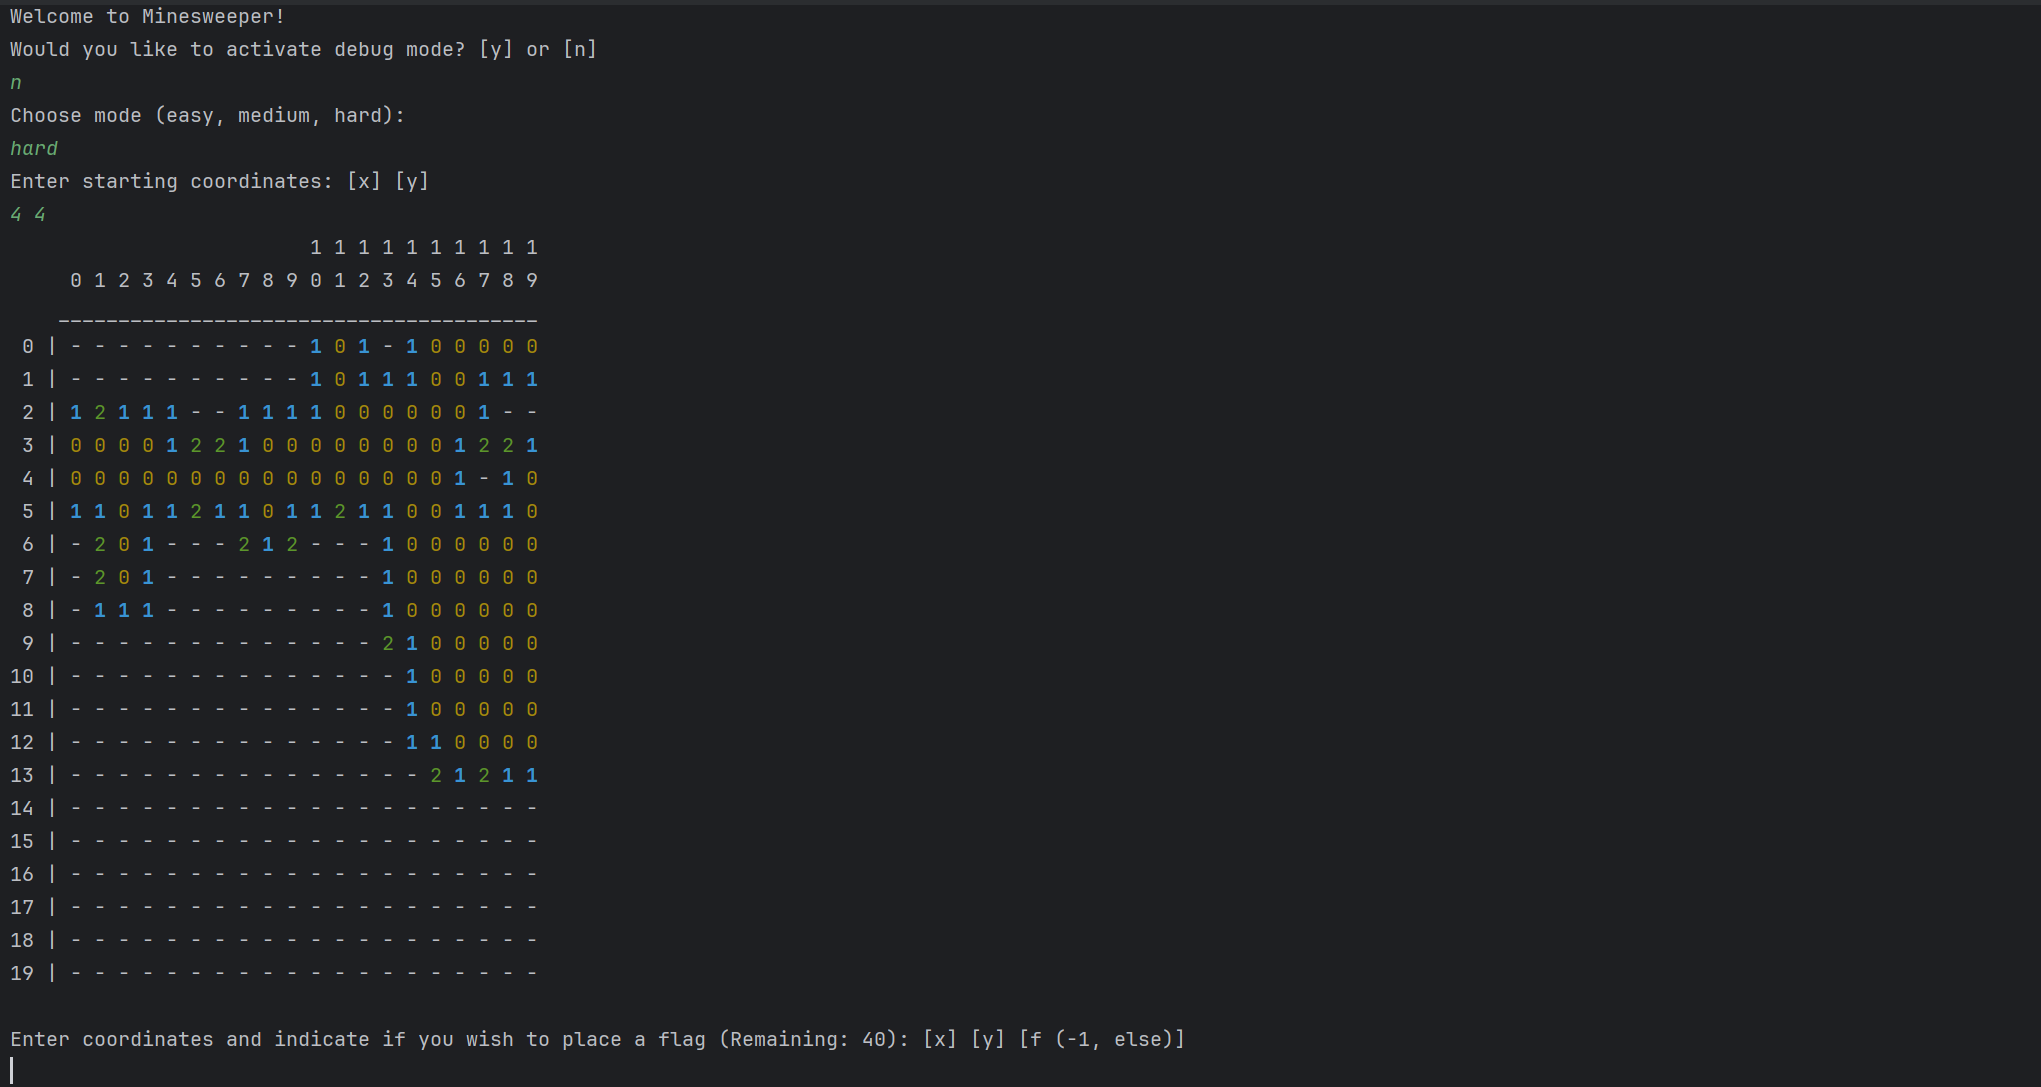 Welcome to Minesweeper!
Would you like to activate debug mode? [y] or [n]
n
Choose mode (easy, medium, hard):
hard
Enter starting coordinates: [x] [y]
4 4
                         1 1 1 1 1 1 1 1 1 1
     0 1 2 3 4 5 6 7 8 9 0 1 2 3 4 5 6 7 8 9
    ________________________________________
 0 | - - - - - - - - - - 1 0 1 - 1 0 0 0 0 0
 1 | - - - - - - - - - - 1 0 1 1 1 0 0 1 1 1
 2 | 1 2 1 1 1 - - 1 1 1 1 0 0 0 0 0 0 1 - -
 3 | 0 0 0 0 1 2 2 1 0 0 0 0 0 0 0 0 1 2 2 1
 4 | 0 0 0 0 0 0 0 0 0 0 0 0 0 0 0 0 1 - 1 0
 5 | 1 1 0 1 1 2 1 1 0 1 1 2 1 1 0 0 1 1 1 0
 6 | - 2 0 1 - - - 2 1 2 - - - 1 0 0 0 0 0 0
 7 | - 2 0 1 - - - - - - - - - 1 0 0 0 0 0 0
 8 | - 1 1 1 - - - - - - - - - 1 0 0 0 0 0 0
 9 | - - - - - - - - - - - - - 2 1 0 0 0 0 0
10 | - - - - - - - - - - - - - - 1 0 0 0 0 0
11 | - - - - - - - - - - - - - - 1 0 0 0 0 0
12 | - - - - - - - - - - - - - - 1 1 0 0 0 0
13 | - - - - - - - - - - - - - - - 2 1 2 1 1
14 | - - - - - - - - - - - - - - - - - - - -
15 | - - - - - - - - - - - - - - - - - - - -
16 | - - - - - - - - - - - - - - - - - - - -
17 | - - - - - - - - - - - - - - - - - - - -
18 | - - - - - - - - - - - - - - - - - - - -
19 | - - - - - - - - - - - - - - - - - - - -
Enter coordinates and indicate if you wish to place a flag (Remaining: 40): [x] [y] [f (-1, else)]